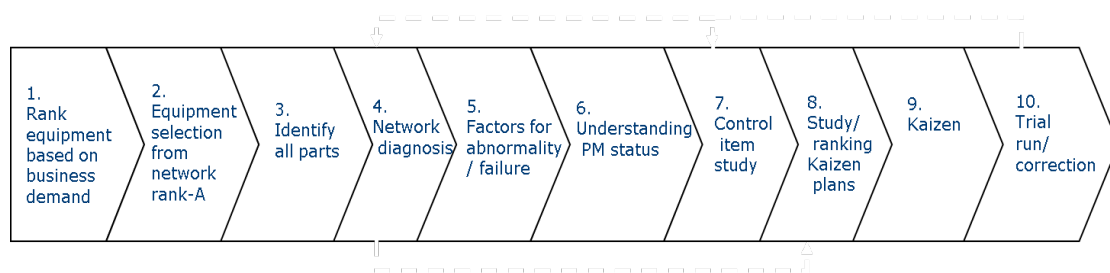 1.
Rank
equipment
based on
business
demand
2.
Equipment
selection
from
network
rank-A
3.
Identify
all parts
4.
Network
diagnosis
5.
Factors for
abnormality
/ failure
6.
Understanding
PM status
7.
Control
item
study
8.
Study/
ranking
Kaizen
plans
9.
Kaizen
10.
Trial
run/
correction